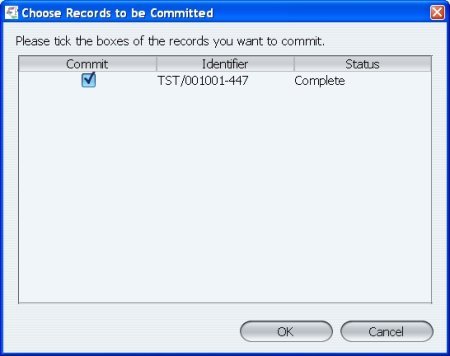 Choose Records to be Committed
Please tick the boxes of the records you want to commit.
Commit Identifier Status
TST/001001-447 Complete
OK Cancel